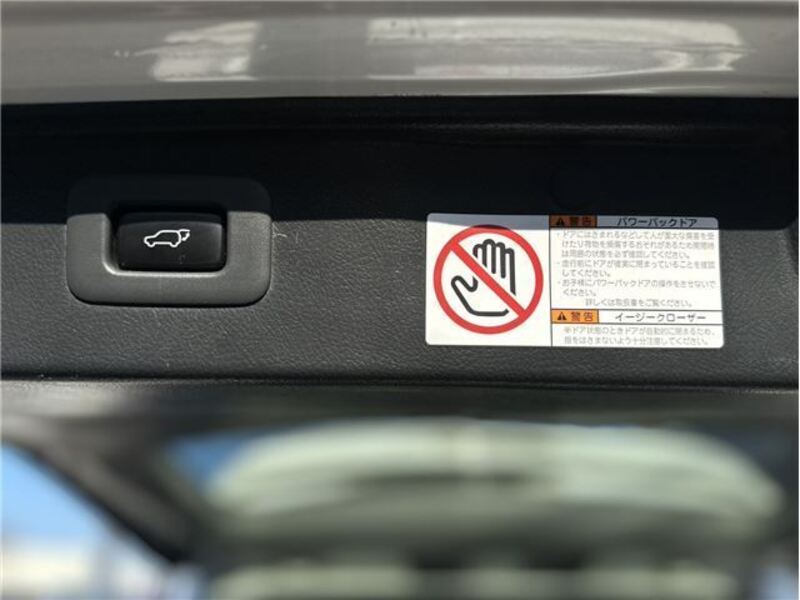 警告 パワーバックドア
・ドアにはさまれるなどして人が重大な傷害を受
けたり荷物を損傷するおそれがあるため開閉時
は周囲の状態を必ず確認してください。
・走行前にドアが確実に閉まっていることを確認
してください。
・お子様にパワーバックドアの操作をさせないで
ください。
詳しくは取扱書をご覧ください。
警告 イージークローザー
※ドア状態のときドアが自動的に閉まるため、
指をはさまないよう十分注意してください。